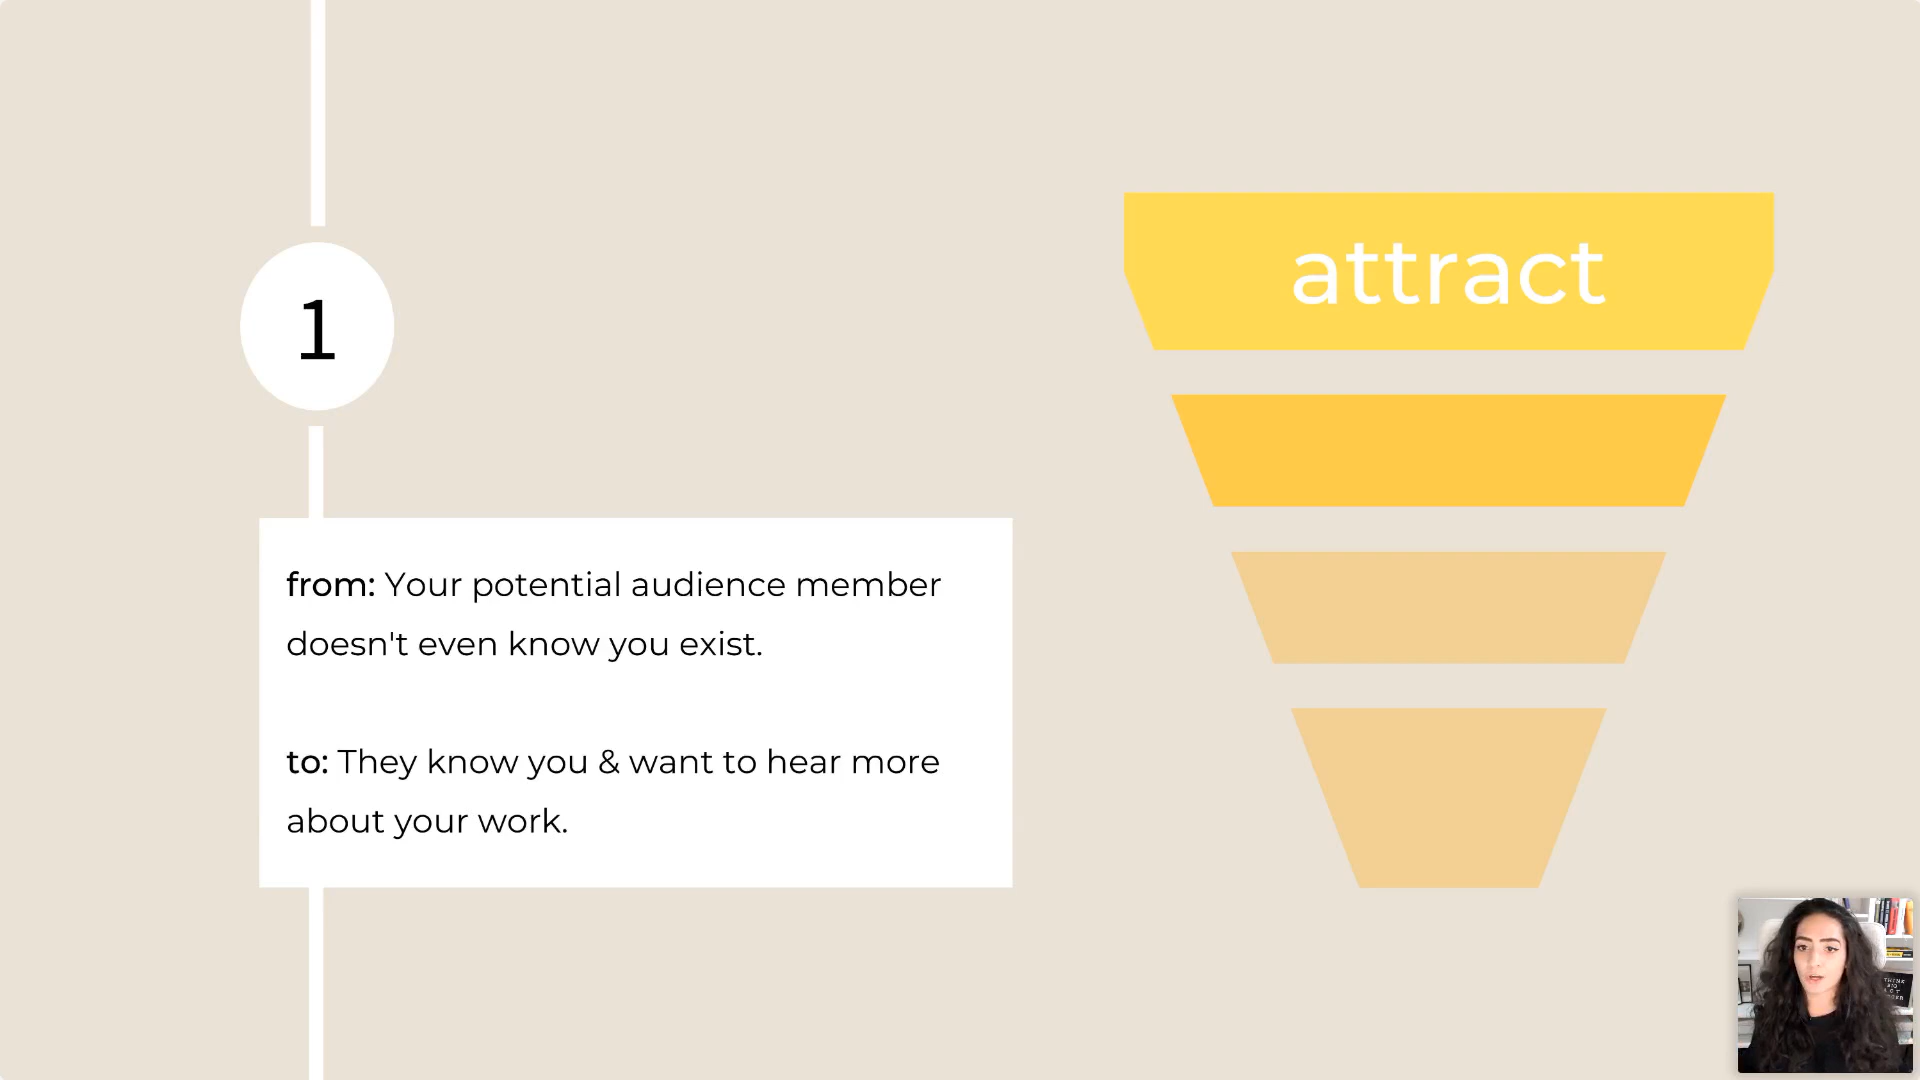 1
attract
from: Your potential audience member
doesn't even know you exist.
to: They know you & want to hear more
about your work.